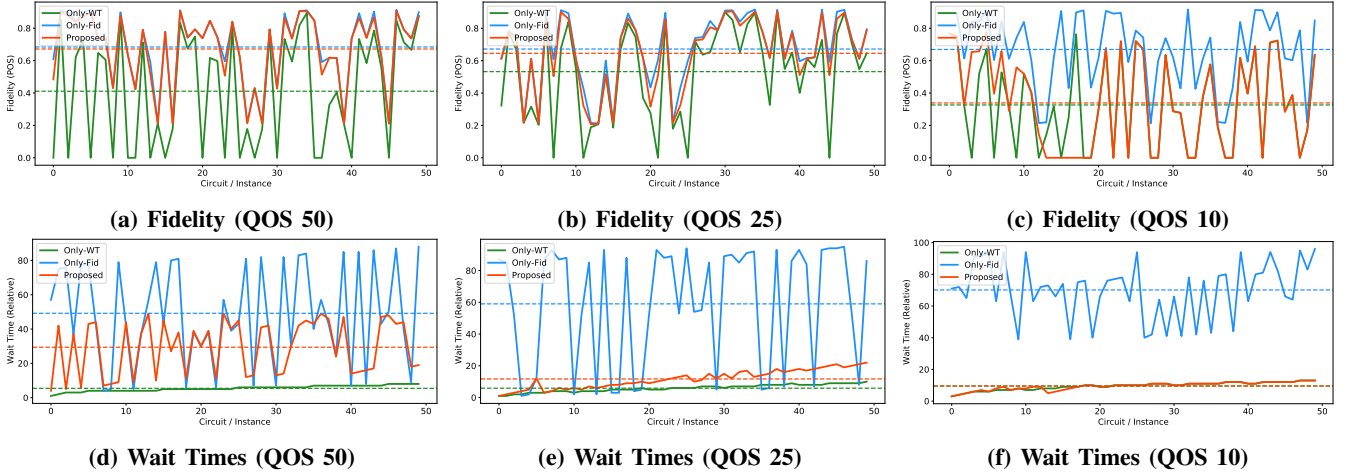 Only-WT
Only-Fid
Proposed
Fidelity (POS)
0.8
0.6
0.4
0.2
0.0
0 10 20 30 40 50
Circuit / Instance
(a) Fidelity (QOS 50)
Only-WT
Only-Fid
Proposed
Fidelity (POS)
0.8
0.6
0.4
0.2
0.0
0 10 20 30 40 50
Circuit / Instance
(b) Fidelity (QOS 25)
Only-WT
Only-Fid
Proposed
Fidelity (POS)
0.8
0.6
0.4
0.2
0.0
0 10 20 30 40 50
Circuit / Instance
(c) Fidelity (QOS 10)
Only-WT
Only-Fid
Proposed
Wait Time (Relative)
80
60
40
20
0
0 10 20 30 40 50
Circuit / Instance
(d) Wait Times (QOS 50)
Only-WT
Only-Fid
Proposed
Wait Time (Relative)
80
60
40
20
0
0 10 20 30 40 50
Circuit / Instance
(e) Wait Times (QOS 25)
Only-WT
Only-Fid
Proposed
Wait Time (Relative)
100
80
60
40
20
0
0 10 20 30 40 50
Circuit / Instance
(f) Wait Times (QOS 10)